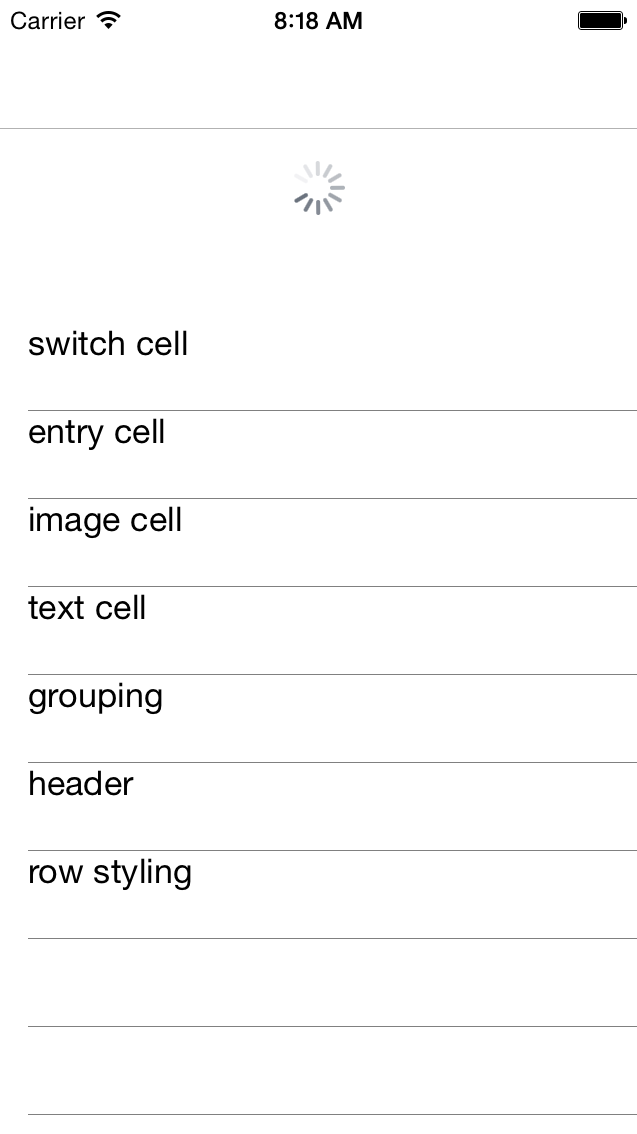 Carrier 8:18 AM
switch cell
entry cell
image cell
text cell
grouping
header
row styling